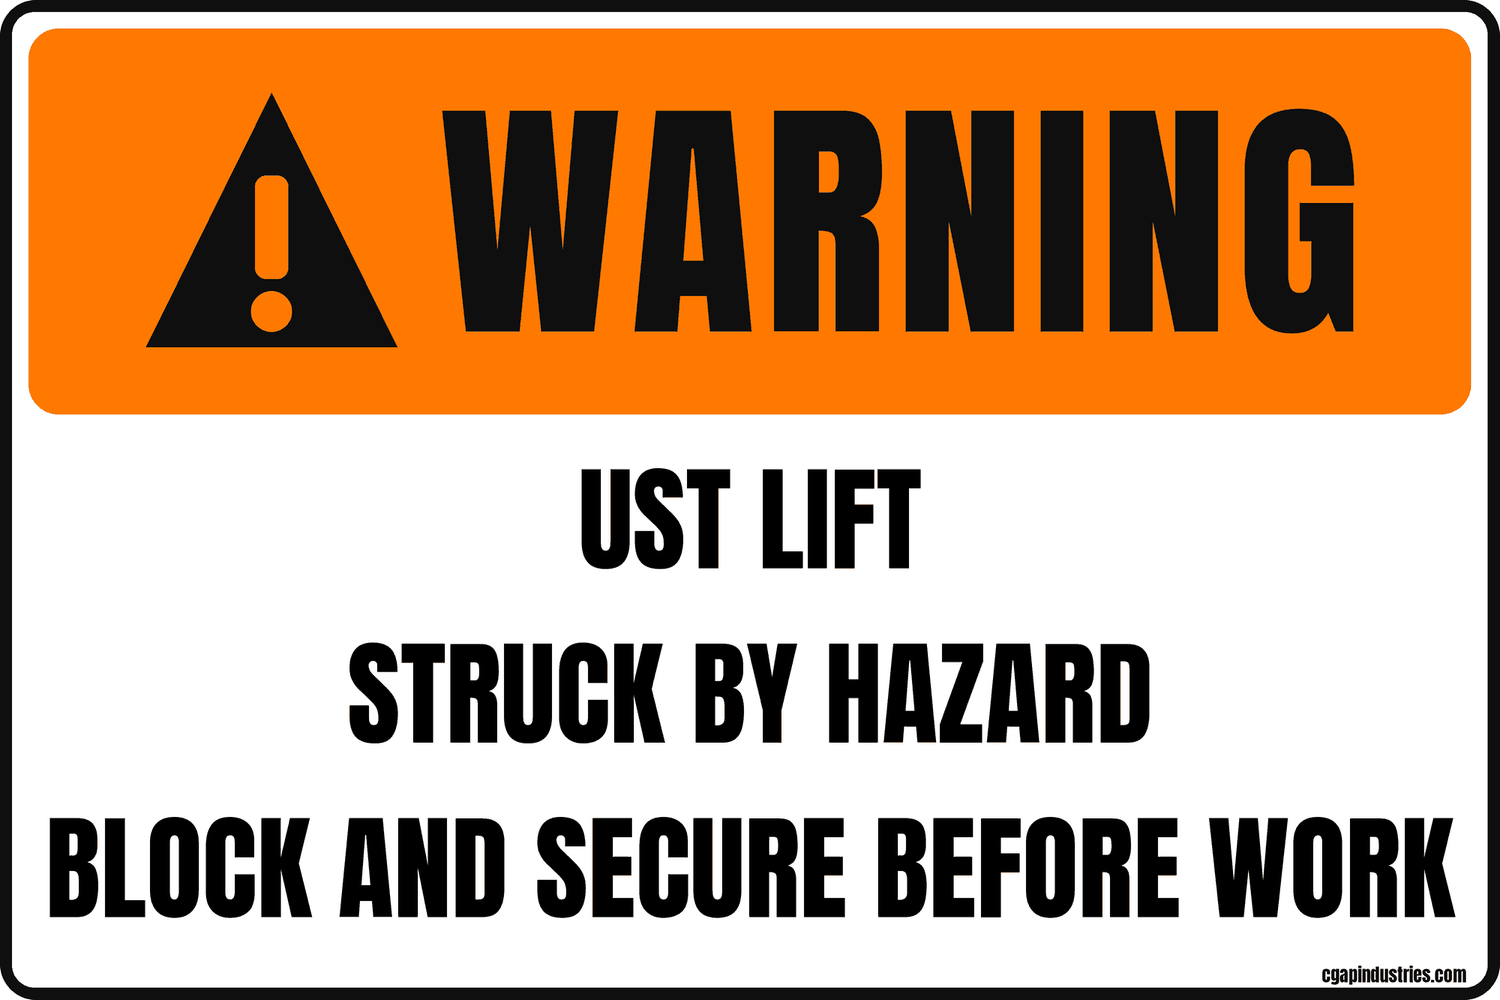 WARNING
UST LIFT
STRUCK BY HAZARD
BLOCK AND SECURE BEFORE WORK
cgapindustries.com